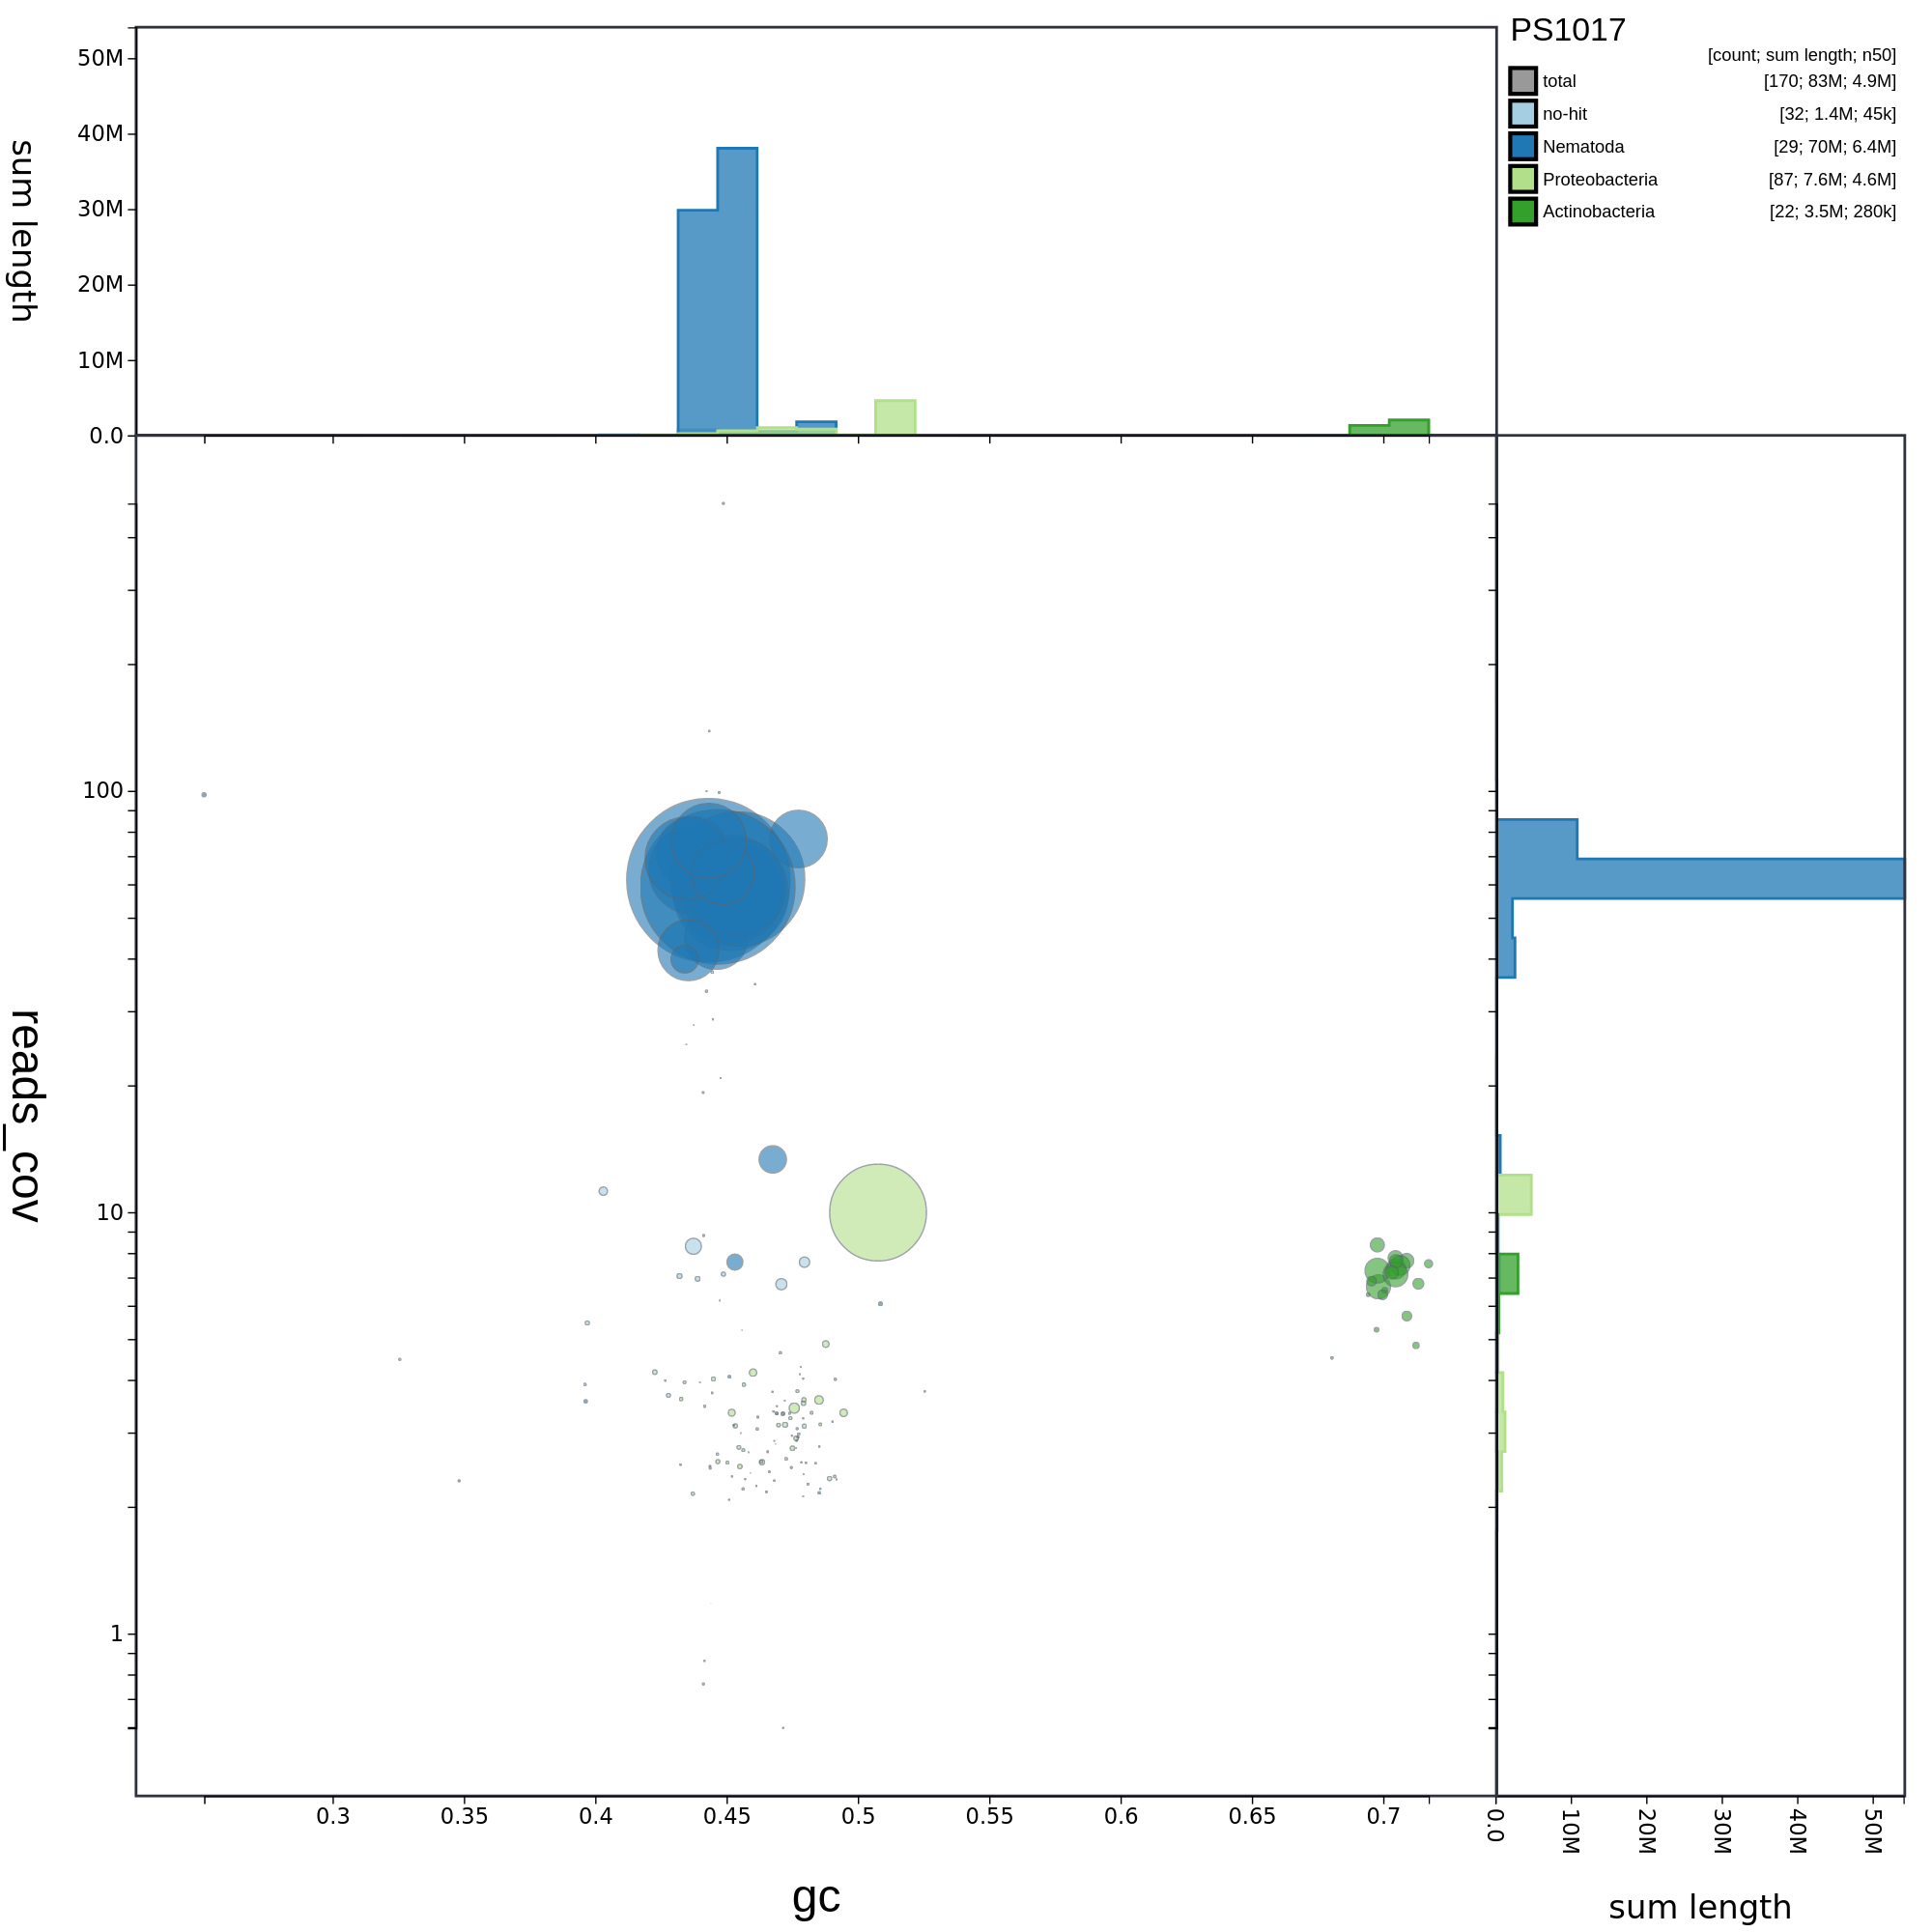 PS1017
[count; sum length; n50]
total [170; 83M; 4.9M]
no-hit [32; 1.4M; 45k]
Nematoda [29; 70M; 6.4M]
Proteobacteria [87; 7.6M; 4.6M]
Actinobacteria [22; 3.5M; 280k]
sum length
50M
40M
30M
20M
10M
0.0
reads_cov
100
10
1
0.3 0.35 0.4 0.45 0.5 0.55 0.6 0.65 0.7
gc
0.0 10M 20M 30M 40M 50M
sum length